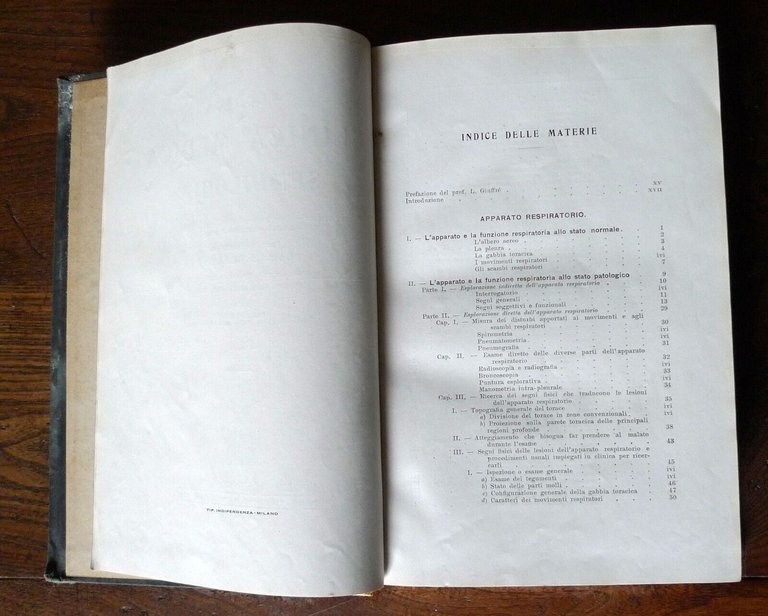 TIP. INDIPENDENZA - MILANO
INDICE DELLE MATERIE
Prefazione del prof. L. Giuffrè . . . . . . . . XV
Introduzione . . . . . . . . . XVII
APPARATO RESPIRATORIO.
I. — L'apparato e la funzione respiratoria allo stato normale. . . 1
L'albero aereo . . . . . . 2
La pleura . . . . . . . 3
La gabbia toracica . . . . . . 4
I movimenti respiratori . . . . . ivi
Gli scambi respiratori . . . . . 7
II. — L'apparato e la funzione respiratoria allo stato patologico . . 9
Parte I. — Esplorazione indiretta dell'apparato respiratorio . . . 10
Interrogatorio . . . . . . ivi
Segni generali . . . . . . 11
Segni soggettivi e funzionali . . . . 13
Parte II. — Esplorazione diretta dell'apparato respiratorio . . . 29
Cap. I. — Misura dei disturbi apportati ai movimenti e agli
scambi respiratori . . . . . 30
Spirometria . . . . . . ivi
Pneumatometria . . . . . . ivi
Pneumografia . . . . . . 31
Cap. II. — Esame diretto delle diverse parti dell'apparato
respiratorio . . . . . . 32
Radioscopia e radiografia . . . . . ivi
Broncoscopia . . . . . . 33
Puntura esplorativa . . . . . ivi
Manometria intra-pleurale . . . . . 34
Cap. III. — Ricerca dei segni fisici che traducono le lesioni
dell'apparato respiratorio . . . . 35
I. — Topografia generale del torace . . . . ivi
a) Divisione del torace in zone convenzionali . . . ivi
b) Proiezione sulla parete toracica delle principali
regioni profonde . . . . . 38
II. — Atteggiamento che bisogna far prendere al malato
durante l'esame . . . . . 43
III. — Segni fisici delle lesioni dell'apparato respiratorio e
procedimenti usuali impiegati in clinica per ricer-
carli . . . . . . . 45
I. — Ispezione o esame generale . . . . ivi
a) Esame dei tegumenti . . . . . ivi
b) Stato delle parti molli . . . . . 46
c) Configurazione generale della gabbia toracica . . 47
d) Caratteri dei movimenti respiratori . . . . 50